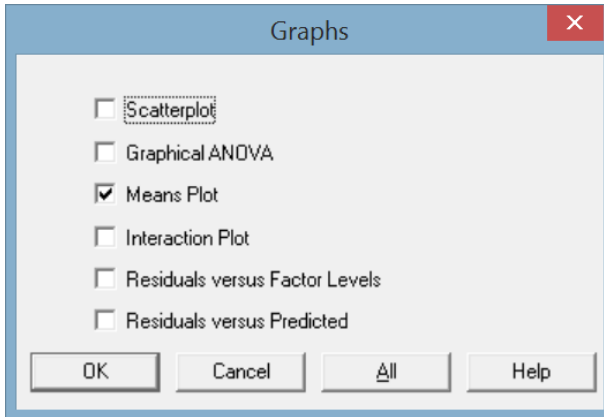 Graphs
Scatterplot
Graphical ANOVA
Means Plot
Interaction Plot
Residuals versus Factor Levels
Residuals versus Predicted
OK Cancel All Help